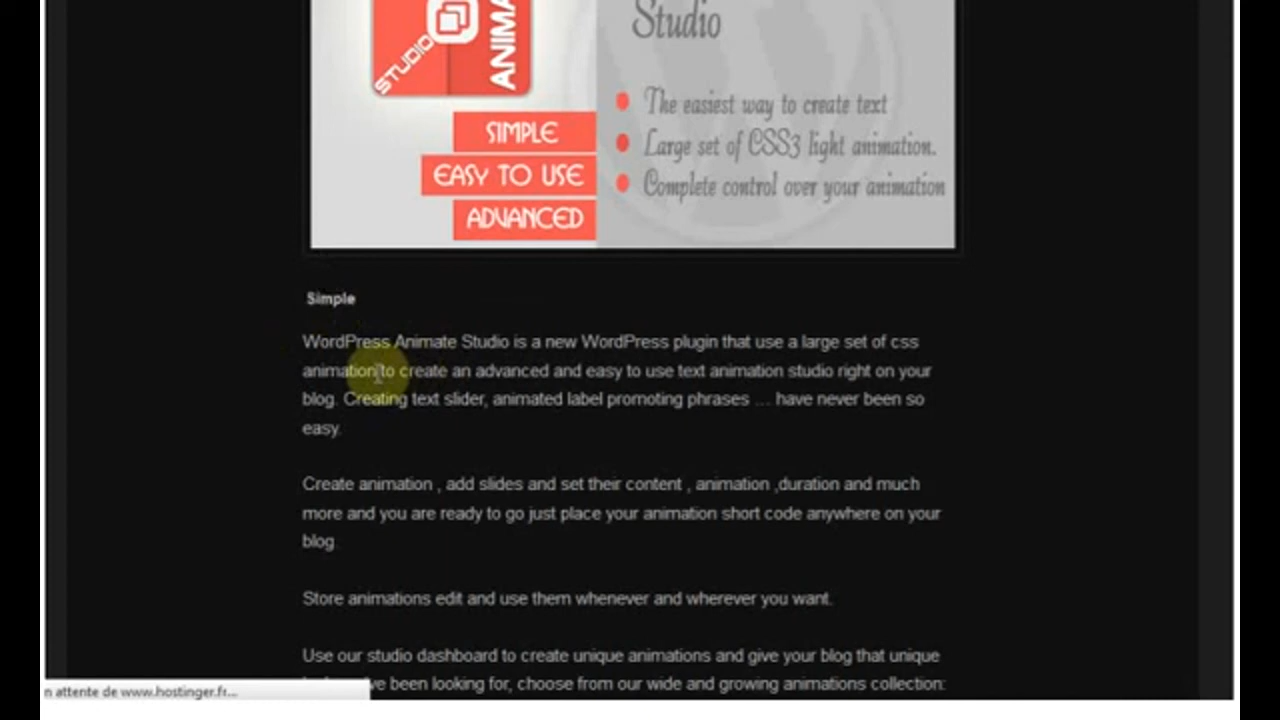 Studio
STUDIO
ANIMA
The easiest way to create text
Large set of CSS3 light animation.
Complete control over your animation
SIMPLE
EASY TO USE
ADVANCED
Simple
WordPress Animate Studio is a new WordPress plugin that use a large set of css
animation to create an advanced and easy to use text animation studio right on your
blog. Creating text slider, animated label promoting phrases ... have never been so
easy.
Create animation , add slides and set their content , animation ,duration and much
more and you are ready to go just place your animation short code anywhere on your
blog.
Store animations edit and use them whenever and wherever you want.
Use our studio dashboard to create unique animations and give your blog that unique
been looking for, choose from our wide and growing animations collection:
n attente de www.hostinger.fr...